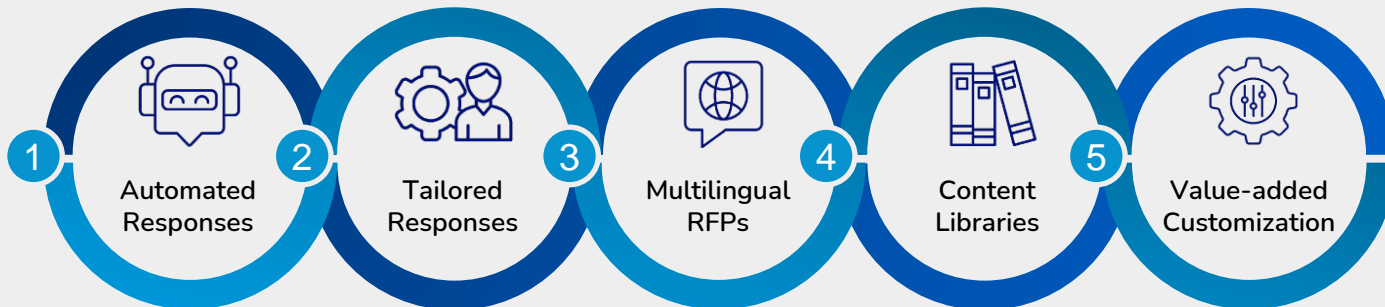 1
Automated
Responses
2
Tailored
Responses
3
Multilingual
RFPs
4
Content
Libraries
5
Value-added
Customization